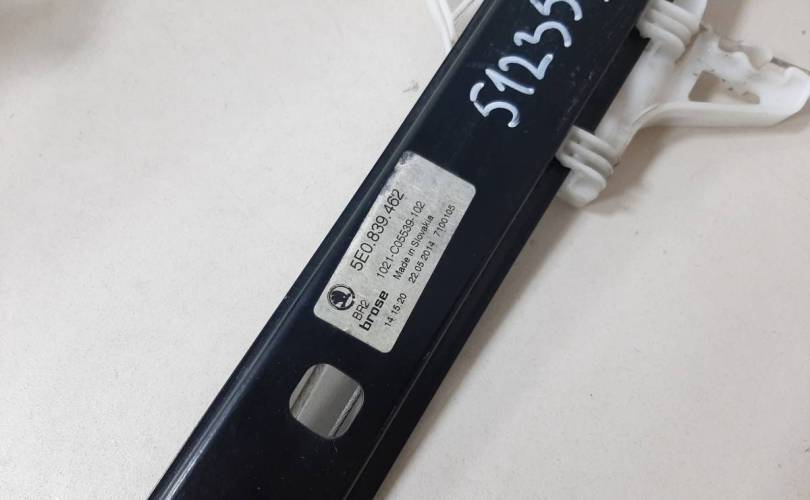 51235
5E0.839.462
BR2 1021-C05539-102
brose Made in Slovakia
14:15:20 22.05.2014 7100105